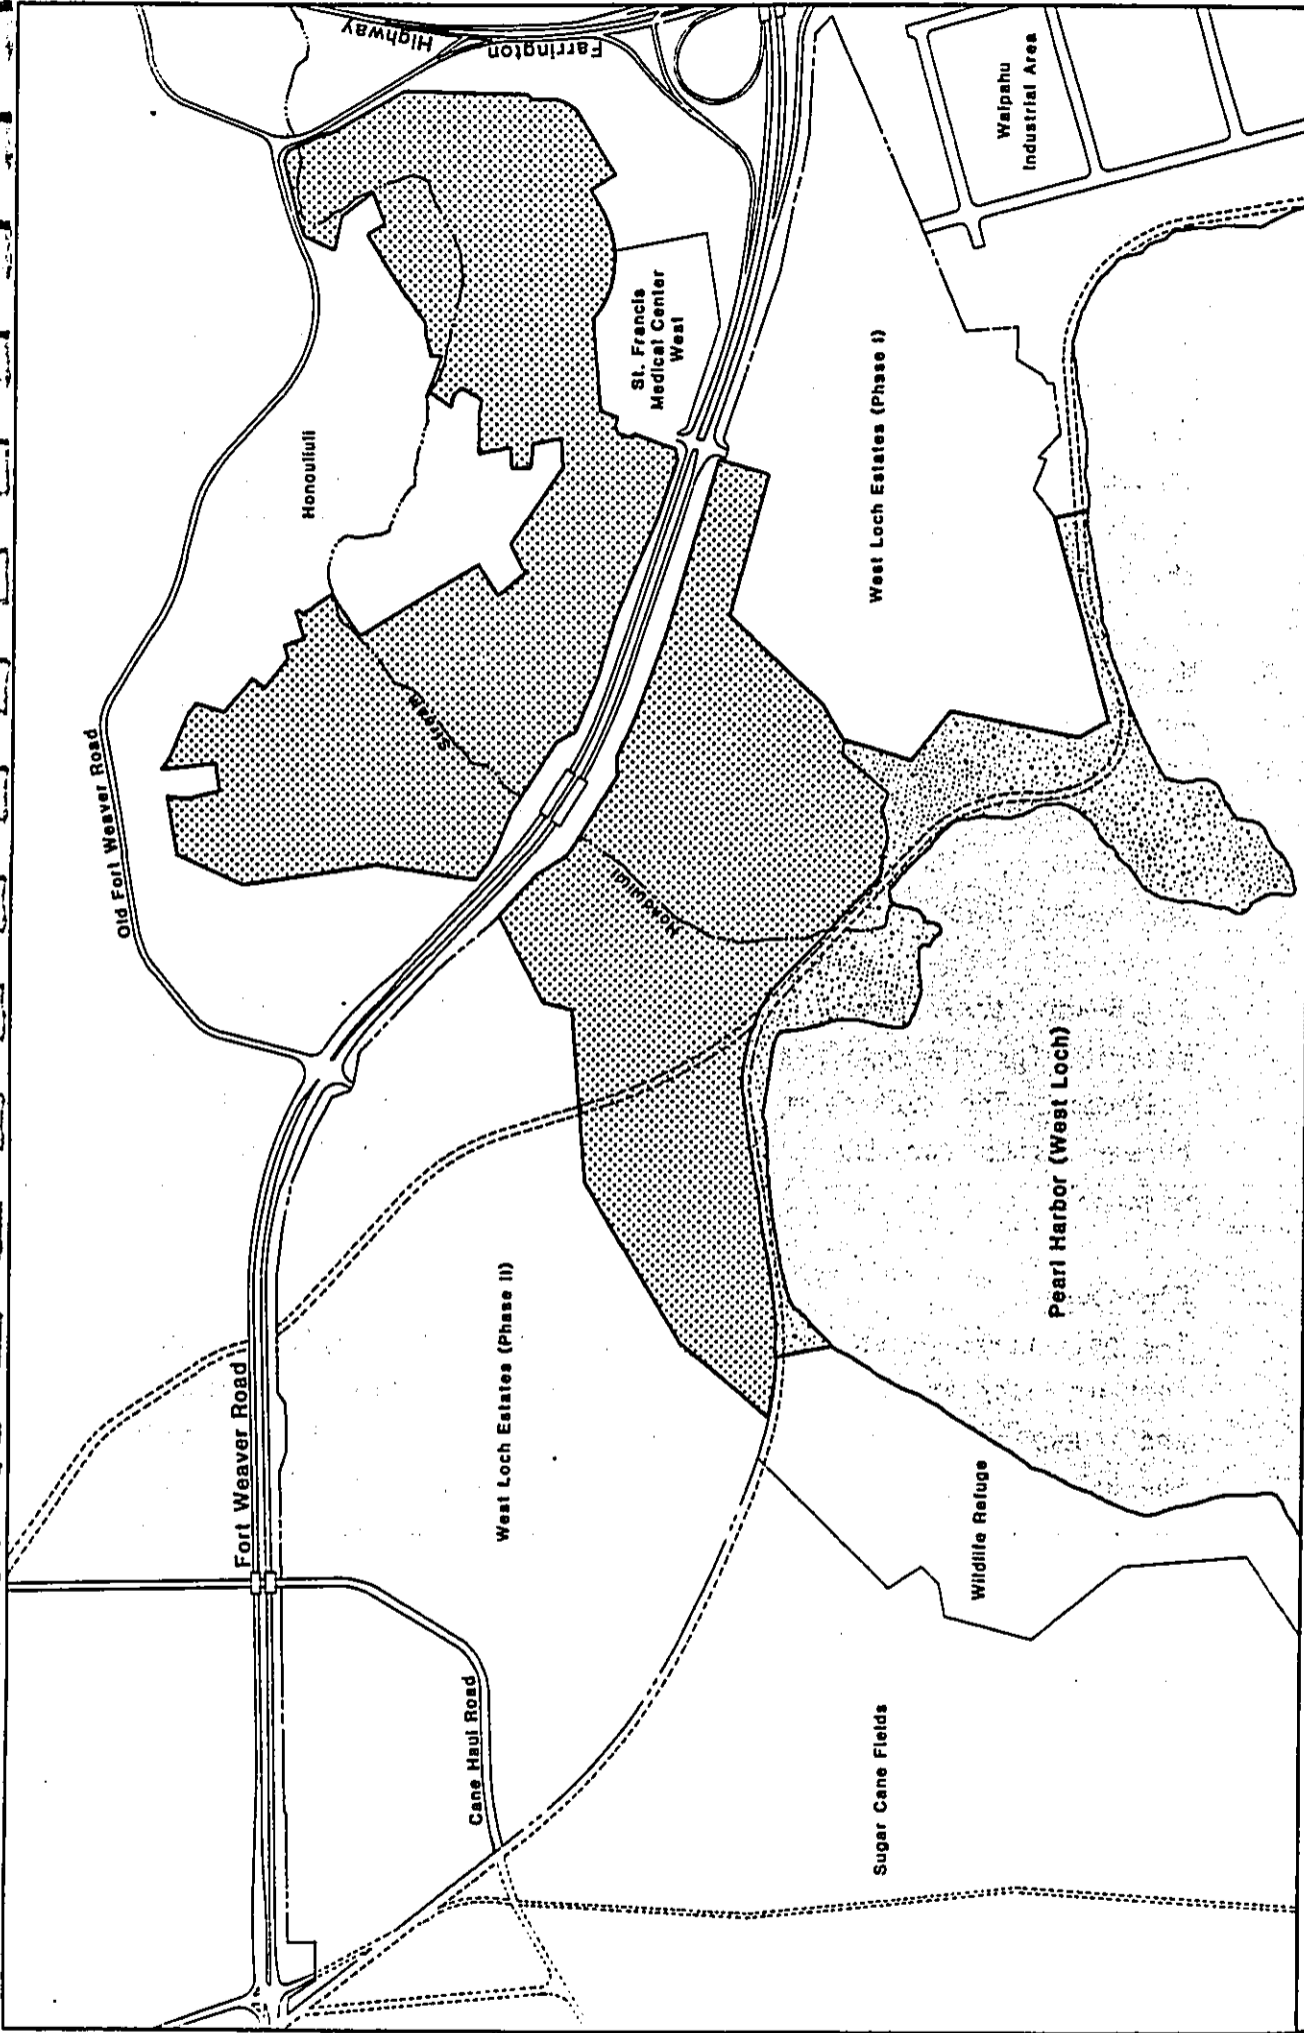 Farrington
Highway
Waipahu
Industrial Area
St. Francis
Medical Center
West
Honouliuli
West Loch Estates (Phase I)
Old Fort Weaver Road
Stream
Honouliuli
Pearl Harbor (West Loch)
Fort Weaver Road
West Loch Estates (Phase II)
Wildlife Refuge
Cane Haul Road
Sugar Cane Fields